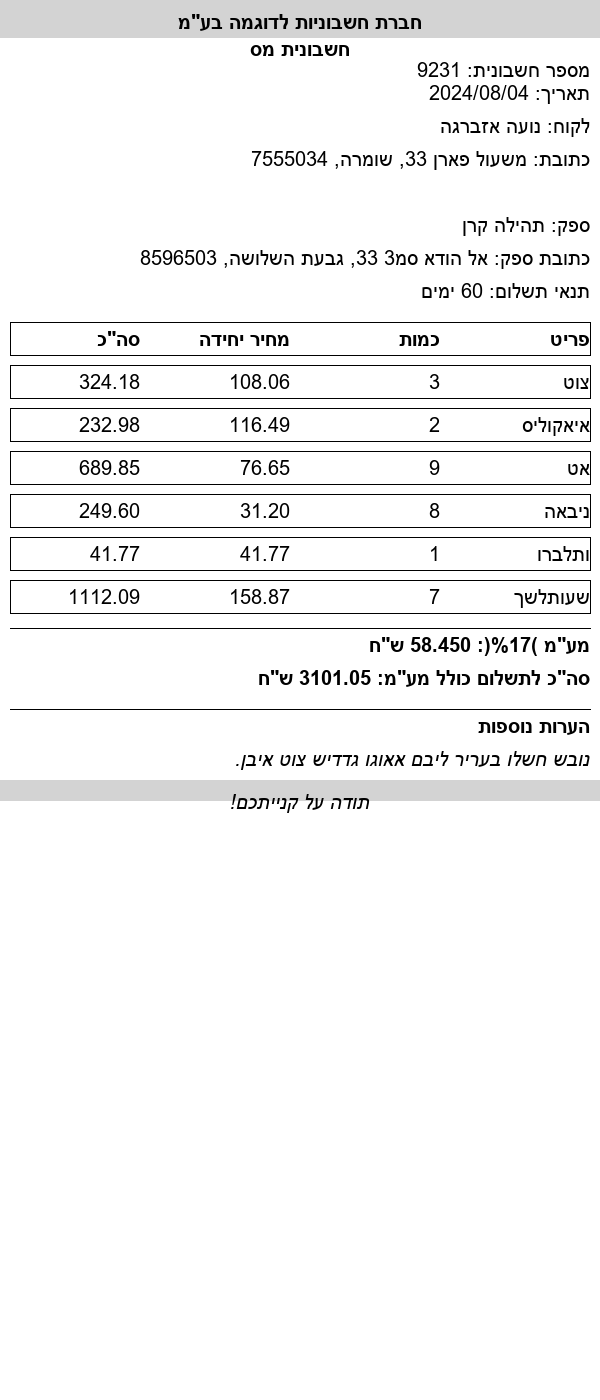 חברת חשבוניות לדוגמה בע"מ
חשבונית מס
מספר חשבונית: 9231
תאריך: 2024/08/04
לקוח: נועה אזברגה
כתובת: משעול פארן 33, שומרה, 7555034
ספק: תהילה קרן
כתובת ספק: אל הודא סמ3 33, גבעת השלושה, 8596503
תנאי תשלום: 60 ימים
פריט כמות מחיר יחידה סה"כ
צוט 3 108.06 324.18
איאקוליס 2 116.49 232.98
אט 9 76.65 689.85
ניבאה 8 31.20 249.60
ותלברו 1 41.77 41.77
שעותלשך 7 158.87 1112.09
מע"מ )17%(: 58.450 ש"ח
סה"כ לתשלום כולל מע"מ: 3101.05 ש"ח
הערות נוספות
נובש חשלו בעריר ליבם אאוגו גדדיש צוט איבן.
תודה על קנייתכם!